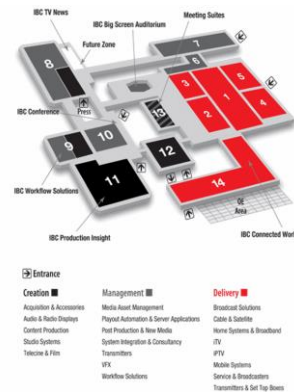 IBC TV News
IBC Big Screen Auditorium
Meeting Suites
Future Zone
7
8
6
Press
3
5
IBC Conference
13
1
2
4
9
10
12
IBC Workflow Solutions
11
14
OE
Area
IBC Production Insight
IBC Connected Worl
Entrance
Creation
Acquisition & Accessories
Audio & Radio Displays
Content Production
Studio Systems
Telecine & Film
Management
Media Asset Management
Playout Automation & Server Applications
Post Production & New Media
System Integration & Consultancy
Transmitters
VFX
Workflow Solutions
Delivery
Broadcast Solutions
Cable & Satellite
Home Systems & Broadband
iTV
IPTV
Mobile Systems
Service & Broadcasters
Transmitters & Set Top Boxes